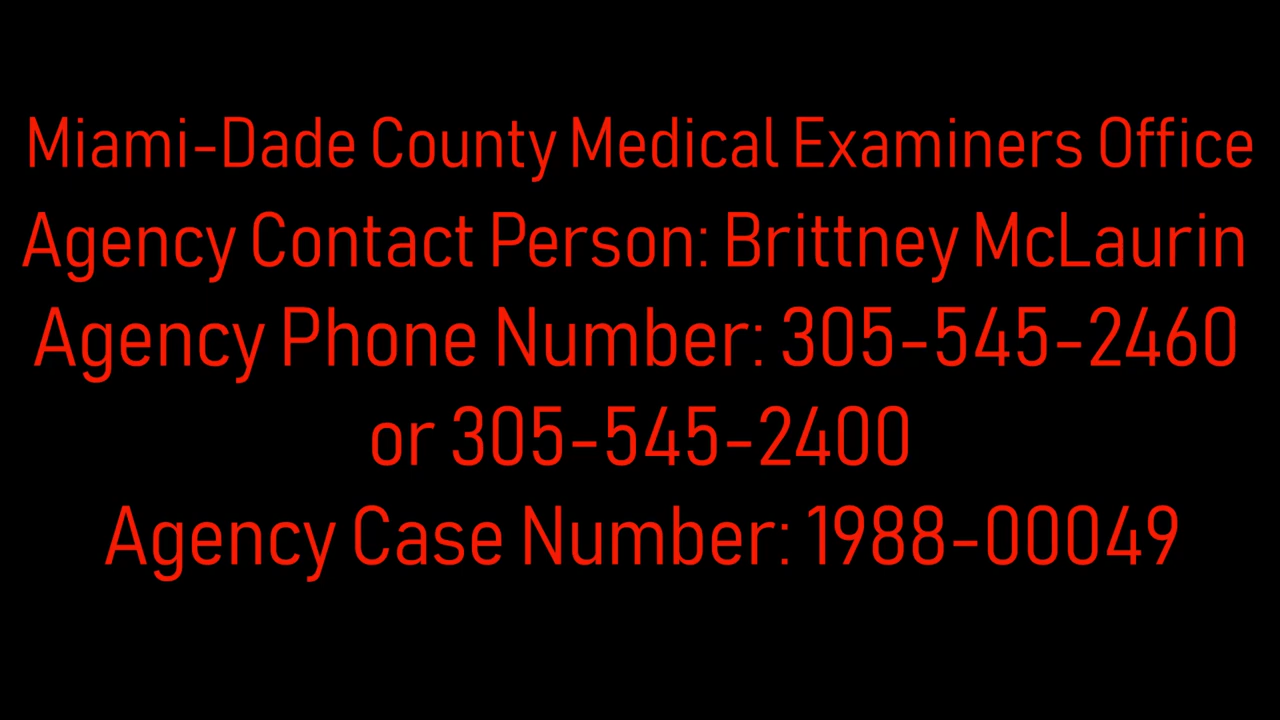 Miami-Dade County Medical Examiners Office
Agency Contact Person: Brittney McLaurin
Agency Phone Number: 305-545-2460
or 305-545-2400
Agency Case Number: 1988-00049